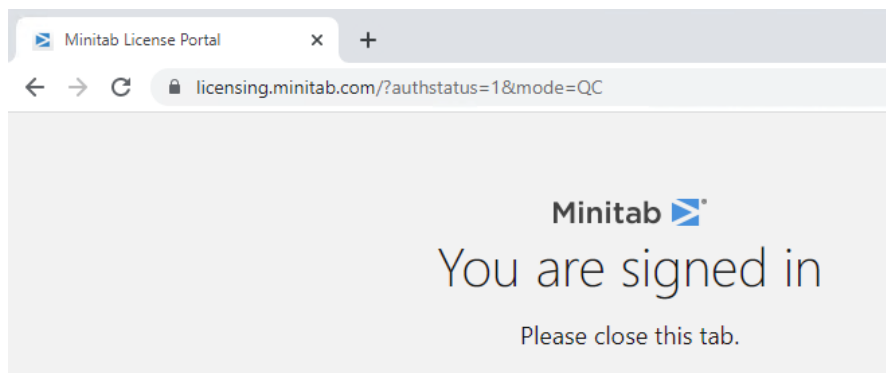 Minitab License Portal
licensing.minitab.com/?authstatus=1&mode=QC
Minitab
You are signed in
Please close this tab.